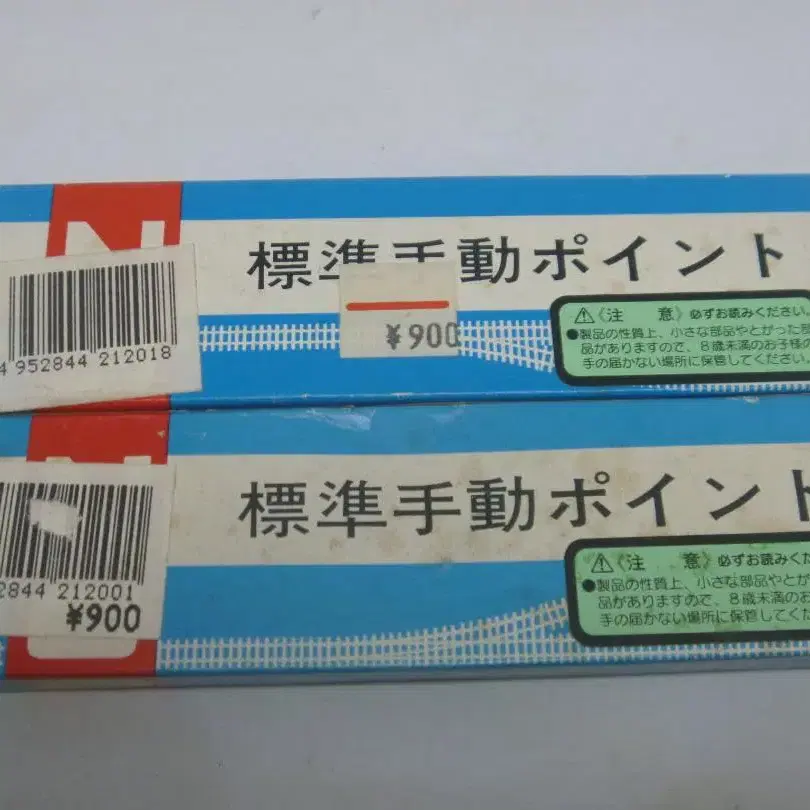 N
標準手動ポイント
¥900
4 952844 212018
⚠《注 意》必ずお読みください。
●製品の性質上、小さな部品やとがった
品がありますので、8歳未満のお子様の
手の届かない場所に保管してください。
標準手動ポイント
2844 212001
¥900
⚠《注 意》必ずお読みくだ
●製品の性質上、小さな部品やとが
品がありますので、8歳未満のお
手の届かない場所に保管してくだ